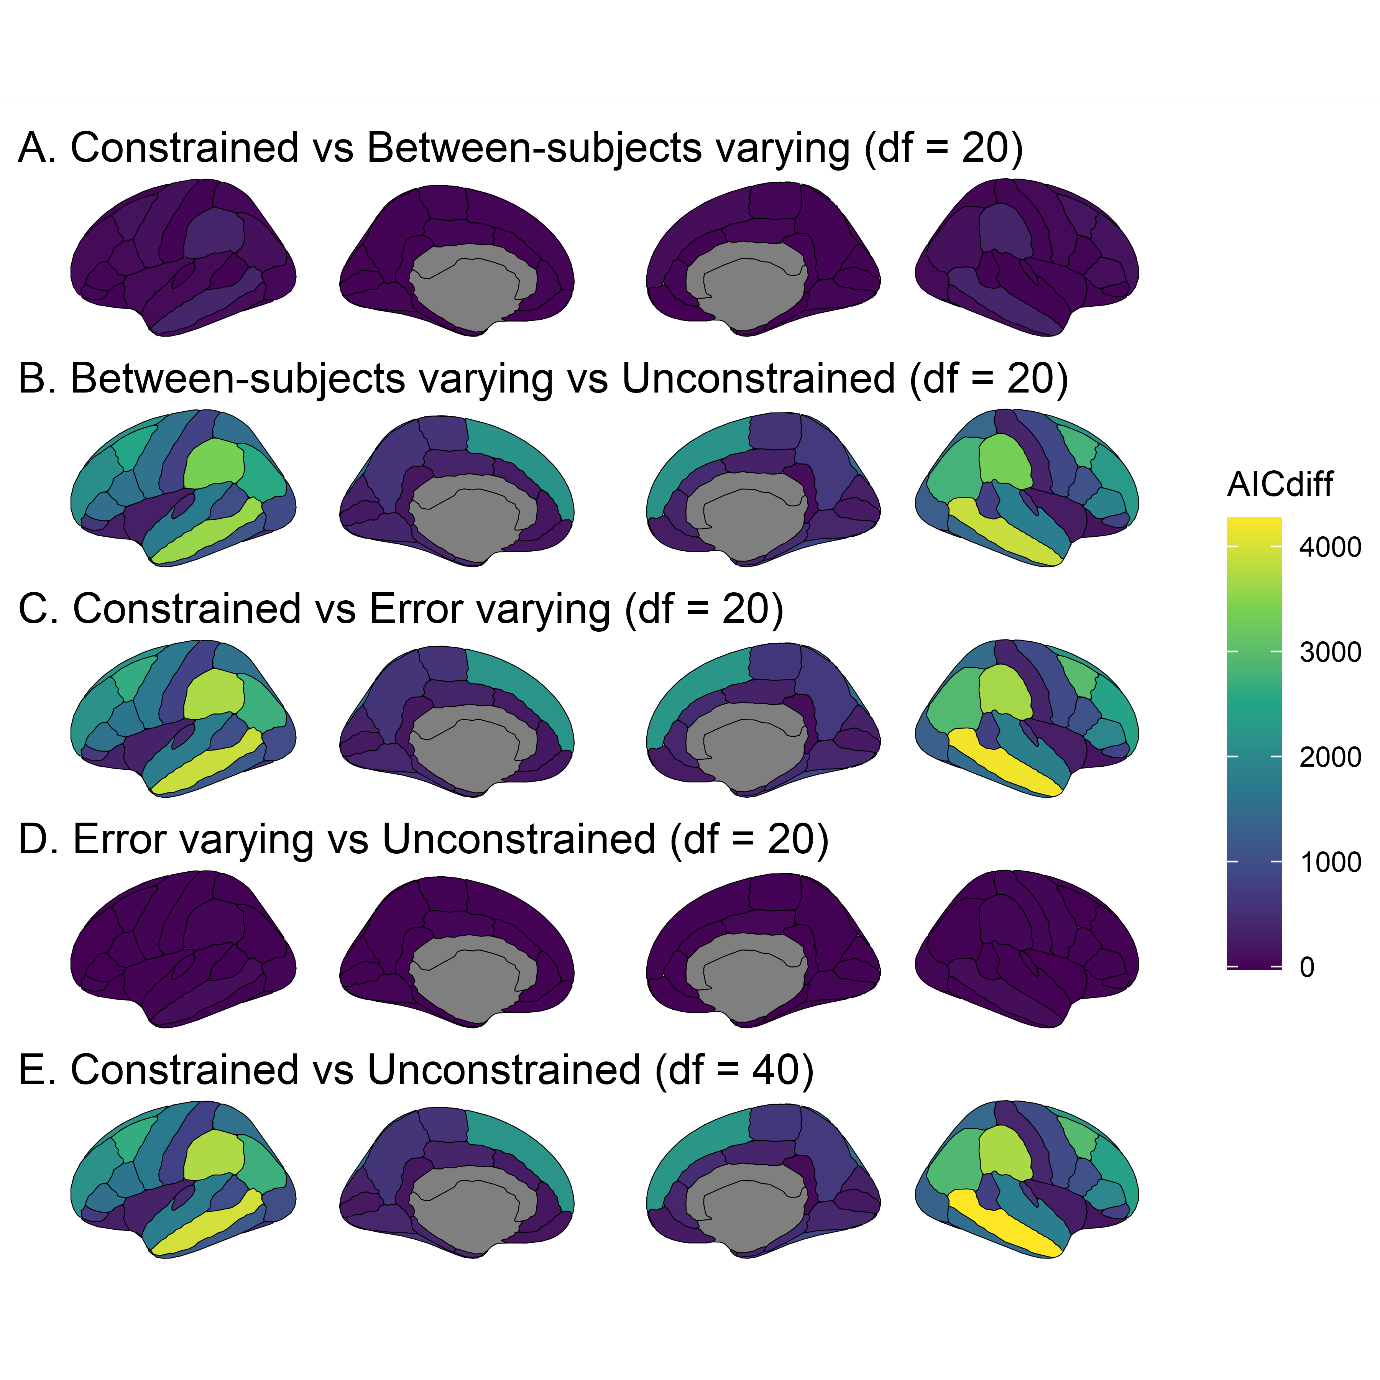 A. Constrained vs Between-subjects varying (df = 20)
B. Between-subjects varying vs Unconstrained (df = 20)
C. Constrained vs Error varying (df = 20)
D. Error varying vs Unconstrained (df = 20)
E. Constrained vs Unconstrained (df = 40)
AICdiff
4000
3000
2000
1000
0